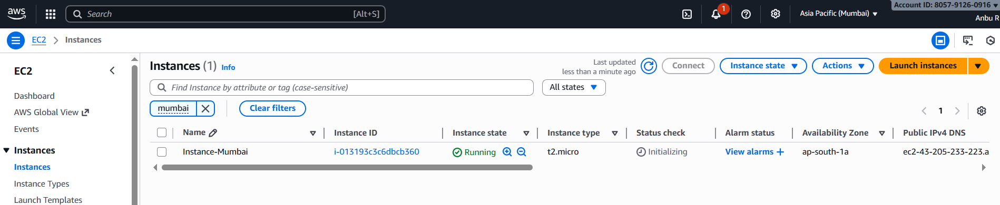 aws
Search [Alt+S]
1
Asia Pacific (Mumbai)
Account ID: 8057-9126-0916
Anbu R
EC2 Instances
EC2
Dashboard
AWS Global View
Events
Instances
Instances
Instance Types
Launch Templates
Instances (1) Info
Last updated
less than a minute ago
Connect
Instance state
Actions
Launch instances
Find Instance by attribute or tag (case-sensitive)
All states
mumbai
Clear filters
1
Name Instance ID Instance state Instance type Status check Alarm status Availability Zone Public IPv4 DNS
Instance-Mumbai i-013193c3c6dbcb360 Running t2.micro Initializing View alarms + ap-south-1a ec2-43-205-233-223.a